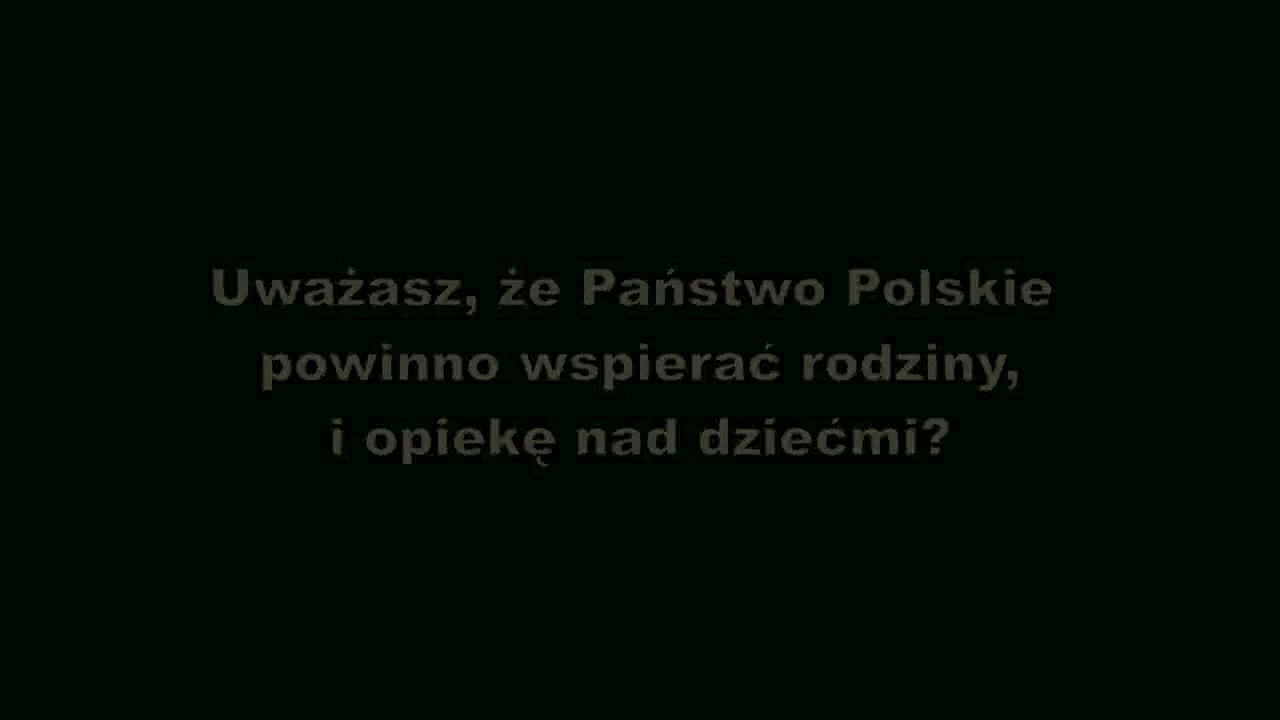 Uważasz, że Państwo Polskie
powinno wspierać rodziny,
i opiekę nad dziećmi?